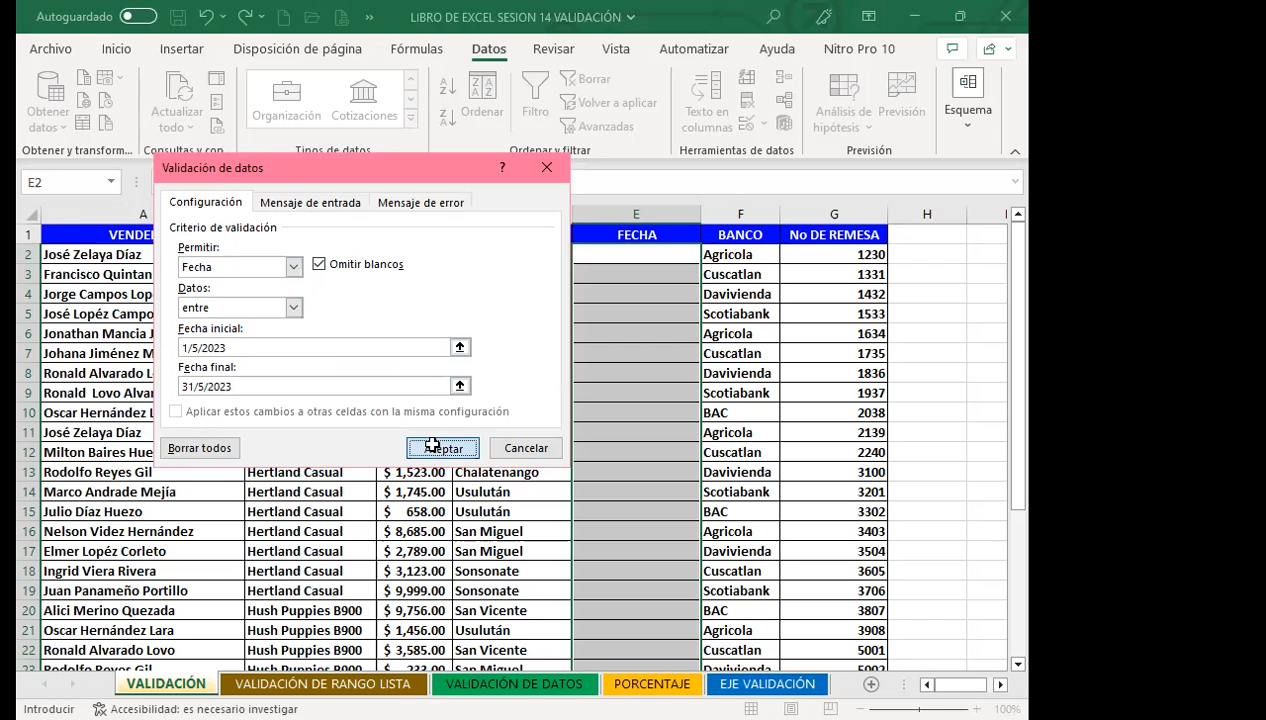 Autoguardado
LIBRO DE EXCEL SESION 14 VALIDACIÓN
Archivo Inicio Insertar Disposición de página Fórmulas Datos Revisar Vista Automatizar Ayuda Nitro Pro 10
Obtener datos
Actualizar todo
Organización Cotizaciones
Ordenar
Filtro
Borrar
Volver a aplicar
Avanzadas
Texto en columnas
Análisis de hipótesis
Previsión
Esquema
Obtener y transform... Consultas y con Tipos de datos Ordenar y filtrar Herramientas de datos Previsión
E2
Validación de datos ?
Configuración Mensaje de entrada Mensaje de error
Criterio de validación
Permitir:
Fecha Omitir blancos
Datos:
entre
Fecha inicial:
1/5/2023
Fecha final:
31/5/2023
Aplicar estos cambios a otras celdas con la misma configuración
Borrar todos Cancelar
A E F G H I
1 VENDE FECHA BANCO No DE REMESA
2 José Zelaya Díaz Agricola 1230
3 Francisco Quintan Cuscatlan 1331
4 Jorge Campos Lop Davivienda 1432
5 José Lopéz Campo Scotiabank 1533
6 Jonathan Mancia J Agricola 1634
7 Johana Jiménez M Cuscatlan 1735
8 Ronald Alvarado L Davivienda 1836
9 Ronald Lovo Alva Scotiabank 1937
10 Oscar Hernández L BAC 2038
11 José Zelaya Díaz Agricola 2139
12 Milton Baires Hue Cuscatlan 2240
13 Rodolfo Reyes Gil Hertland Casual $ 1,523.00 Chalatenango Davivienda 3100
14 Marco Andrade Mejía Hertland Casual $ 1,745.00 Usulután Scotiabank 3201
15 Julio Díaz Huezo Hertland Casual $ 658.00 Usulután BAC 3302
16 Nelson Videz Hernández Hertland Casual $ 8,685.00 San Miguel Agricola 3403
17 Elmer Lopéz Corleto Hertland Casual $ 2,789.00 San Miguel Davivienda 3504
18 Ingrid Viera Rivera Hertland Casual $ 3,123.00 Sonsonate Cuscatlan 3605
19 Juan Panameño Portillo Hertland Casual $ 9,999.00 Sonsonate Scotiabank 3706
20 Alici Merino Quezada Hush Puppies B900 $ 9,756.00 San Vicente BAC 3807
21 Oscar Hernández Lara Hush Puppies B900 $ 1,456.00 Usulután Agricola 3908
22 Ronald Alvarado Lovo Hush Puppies B900 $ 3,585.00 San Vicente Cuscatlan 5001
23 Rodolfo Reyes Gil Hush Puppies B900 $ 233.00 San Miguel Davivienda 5002
VALIDACIÓN VALIDACIÓN DE RANGO LISTA VALIDACIÓN DE DATOS PORCENTAJE EJE VALIDACIÓN
Introducir Accesibilidad: es necesario investigar 100%